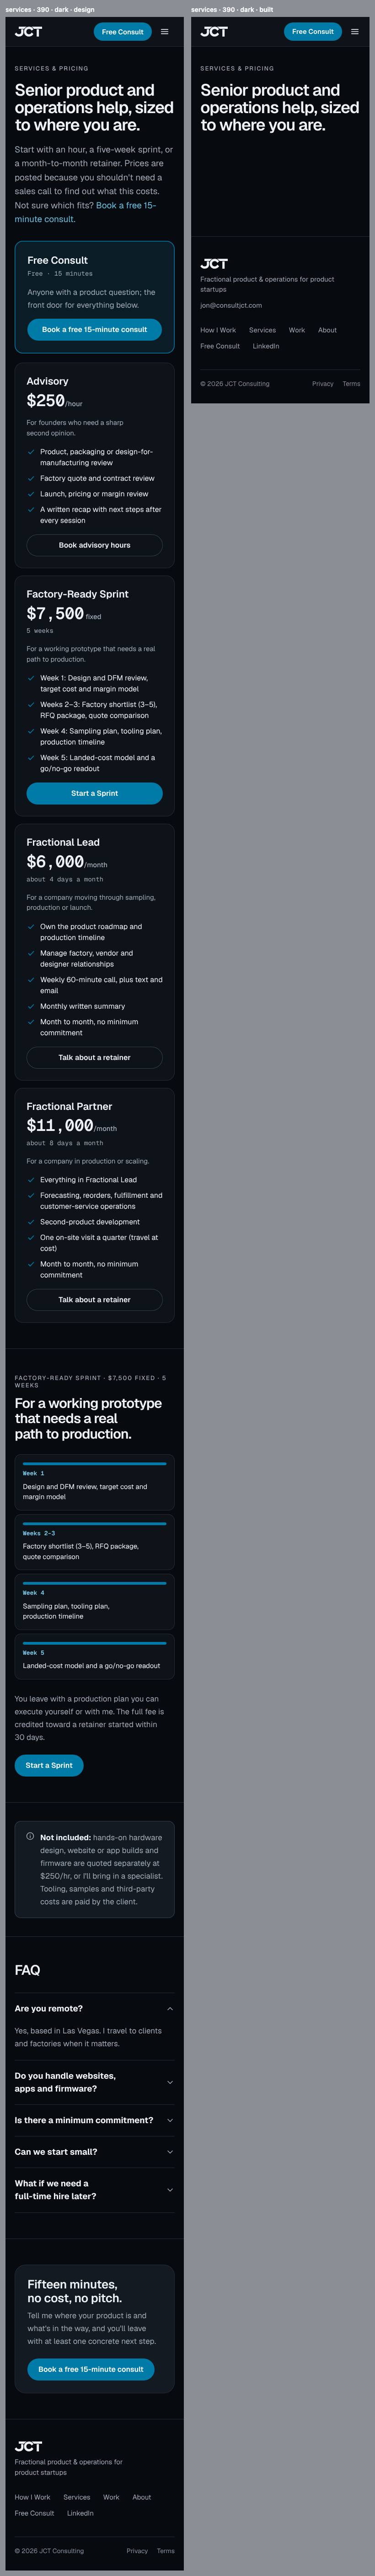 services · 390 · dark · design
JCT
Free Consult
SERVICES & PRICING
Senior product and
operations help, sized
to where you are.
Start with an hour, a five-week sprint, or
a month-to-month retainer. Prices are
posted because you shouldn't need a
sales call to find out what this costs.
Not sure which fits? Book a free 15-
minute consult.
Free Consult
Free · 15 minutes
Anyone with a product question; the
front door for everything below.
Book a free 15-minute consult
Advisory
$250/hour
For founders who need a sharp
second opinion.
Product, packaging or design-for-
manufacturing review
Factory quote and contract review
Launch, pricing or margin review
A written recap with next steps after
every session
Book advisory hours
Factory-Ready Sprint
$7,500 fixed
5 weeks
For a working prototype that needs a real
path to production.
Week 1: Design and DFM review,
target cost and margin model
Weeks 2–3: Factory shortlist (3–5),
RFQ package, quote comparison
Week 4: Sampling plan, tooling plan,
production timeline
Week 5: Landed-cost model and a
go/no-go readout
Start a Sprint
Fractional Lead
$6,000/month
about 4 days a month
For a company moving through sampling,
production or launch.
Own the product roadmap and
production timeline
Manage factory, vendor and
designer relationships
Weekly 60-minute call, plus text and
email
Monthly written summary
Month to month, no minimum
commitment
Talk about a retainer
Fractional Partner
$11,000/month
about 8 days a month
For a company in production or scaling.
Everything in Fractional Lead
Forecasting, reorders, fulfillment and
customer-service operations
Second-product development
One on-site visit a quarter (travel at
cost)
Month to month, no minimum
commitment
Talk about a retainer
FACTORY-READY SPRINT · $7,500 FIXED · 5
WEEKS
For a working prototype
that needs a real
path to production.
Week 1
Design and DFM review, target cost and
margin model
Weeks 2–3
Factory shortlist (3–5), RFQ package,
quote comparison
Week 4
Sampling plan, tooling plan,
production timeline
Week 5
Landed-cost model and a go/no-go readout
You leave with a production plan you can
execute yourself or with me. The full fee is
credited toward a retainer started within
30 days.
Start a Sprint
Not included: hands-on hardware
design, website or app builds and
firmware are quoted separately at
$250/hr, or I'll bring in a specialist.
Tooling, samples and third-party
costs are paid by the client.
FAQ
Are you remote?
Yes, based in Las Vegas. I travel to clients
and factories when it matters.
Do you handle websites,
apps and firmware?
Is there a minimum commitment?
Can we start small?
What if we need a
full-time hire later?
Fifteen minutes,
no cost, no pitch.
Tell me where your product is and
what's in the way, and you'll leave
with at least one concrete next step.
Book a free 15-minute consult
JCT
Fractional product & operations for
product startups
How I Work Services Work About
Free Consult LinkedIn
© 2026 JCT Consulting Privacy Terms
services · 390 · dark · built
JCT
Free Consult
SERVICES & PRICING
Senior product and
operations help, sized
to where you are.
JCT
Fractional product & operations for product
startups
jon@consultjct.com
How I Work Services Work About
Free Consult LinkedIn
© 2026 JCT Consulting Privacy Terms